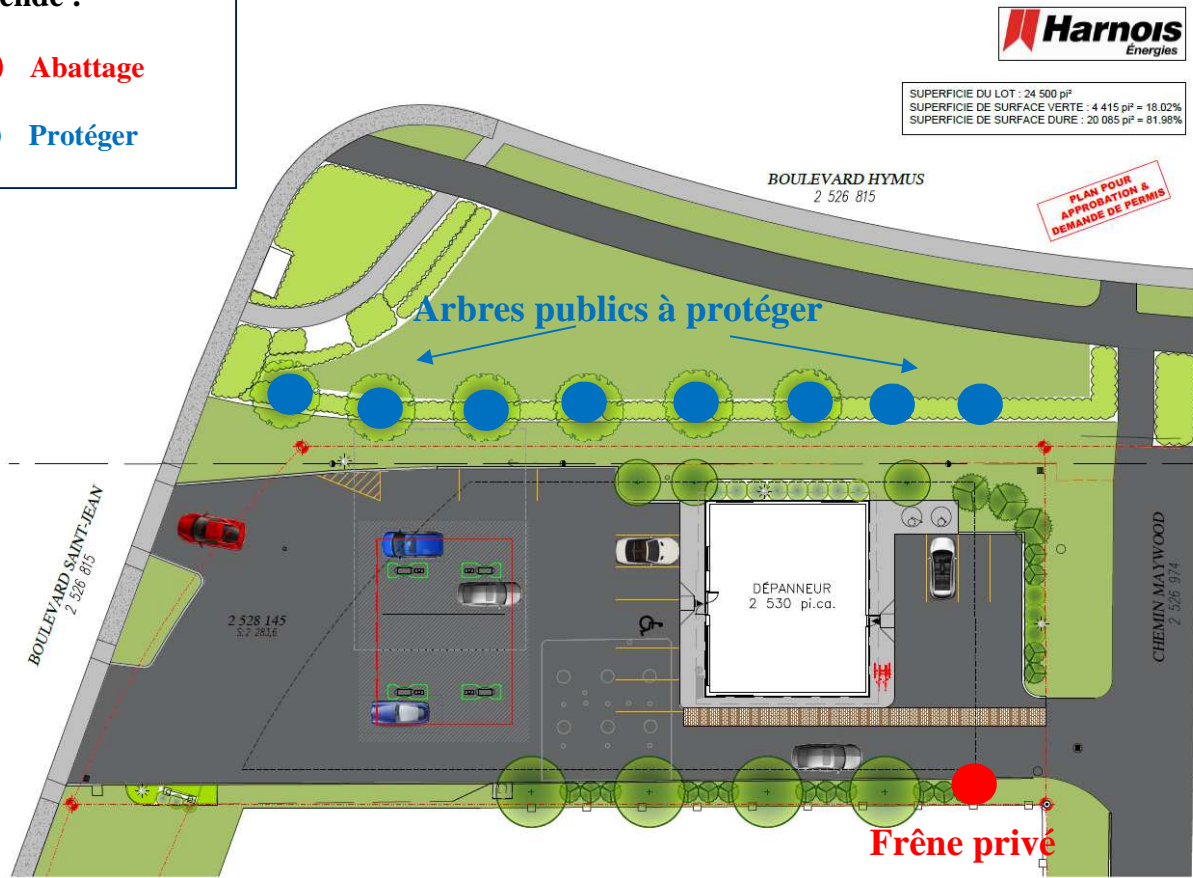 Abattage
Protéger
Harnois
Énergies
SUPERFICIE DU LOT : 24 500 pi²
SUPERFICIE DE SURFACE VERTE : 4 415 pi² = 18.02%
SUPERFICIE DE SURFACE DURE : 20 085 pi² = 81.98%
BOULEVARD HYMUS
2 526 815
PLAN POUR
APPROBATION &
DEMANDE DE PERMIS
Arbres publics à protéger
BOULEVARD SAINT-JEAN
2 526 815
2 528 145
DÉPANNEUR
2 530 pi.ca.
CHEMIN MAYWOOD
2 526 974
Frêne privé